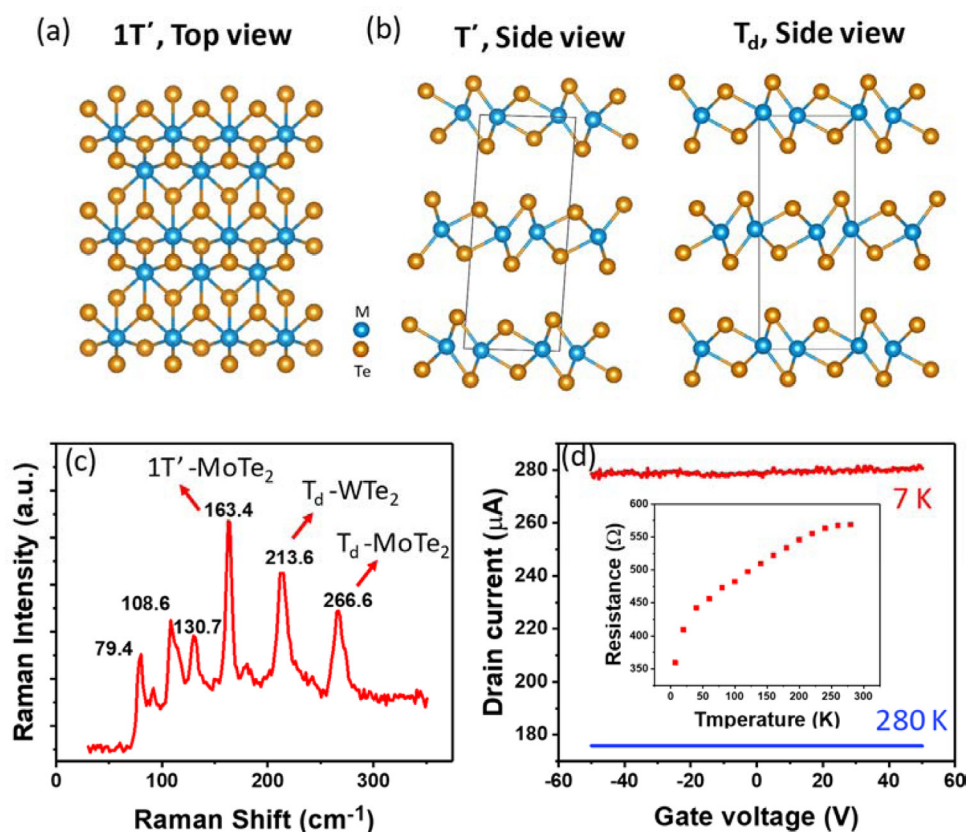 (a) 1T´, Top view
(b) T´, Side view
T_d, Side view
M
Te
(c)
1T’-MoTe₂
163.4
T_d-WTe₂
213.6
T_d-MoTe₂
266.6
108.6
130.7
79.4
Raman Intensity (a.u.)
0 100 200 300
Raman Shift (cm⁻¹)
(d)
280
260
240
220
200
180
Drain current (μA)
7 K
600
550
500
450
400
350
Resistance (Ω)
0 50 100 150 200 250 300
Tmperature (K)
280 K
-60 -40 -20 0 20 40 60
Gate voltage (V)